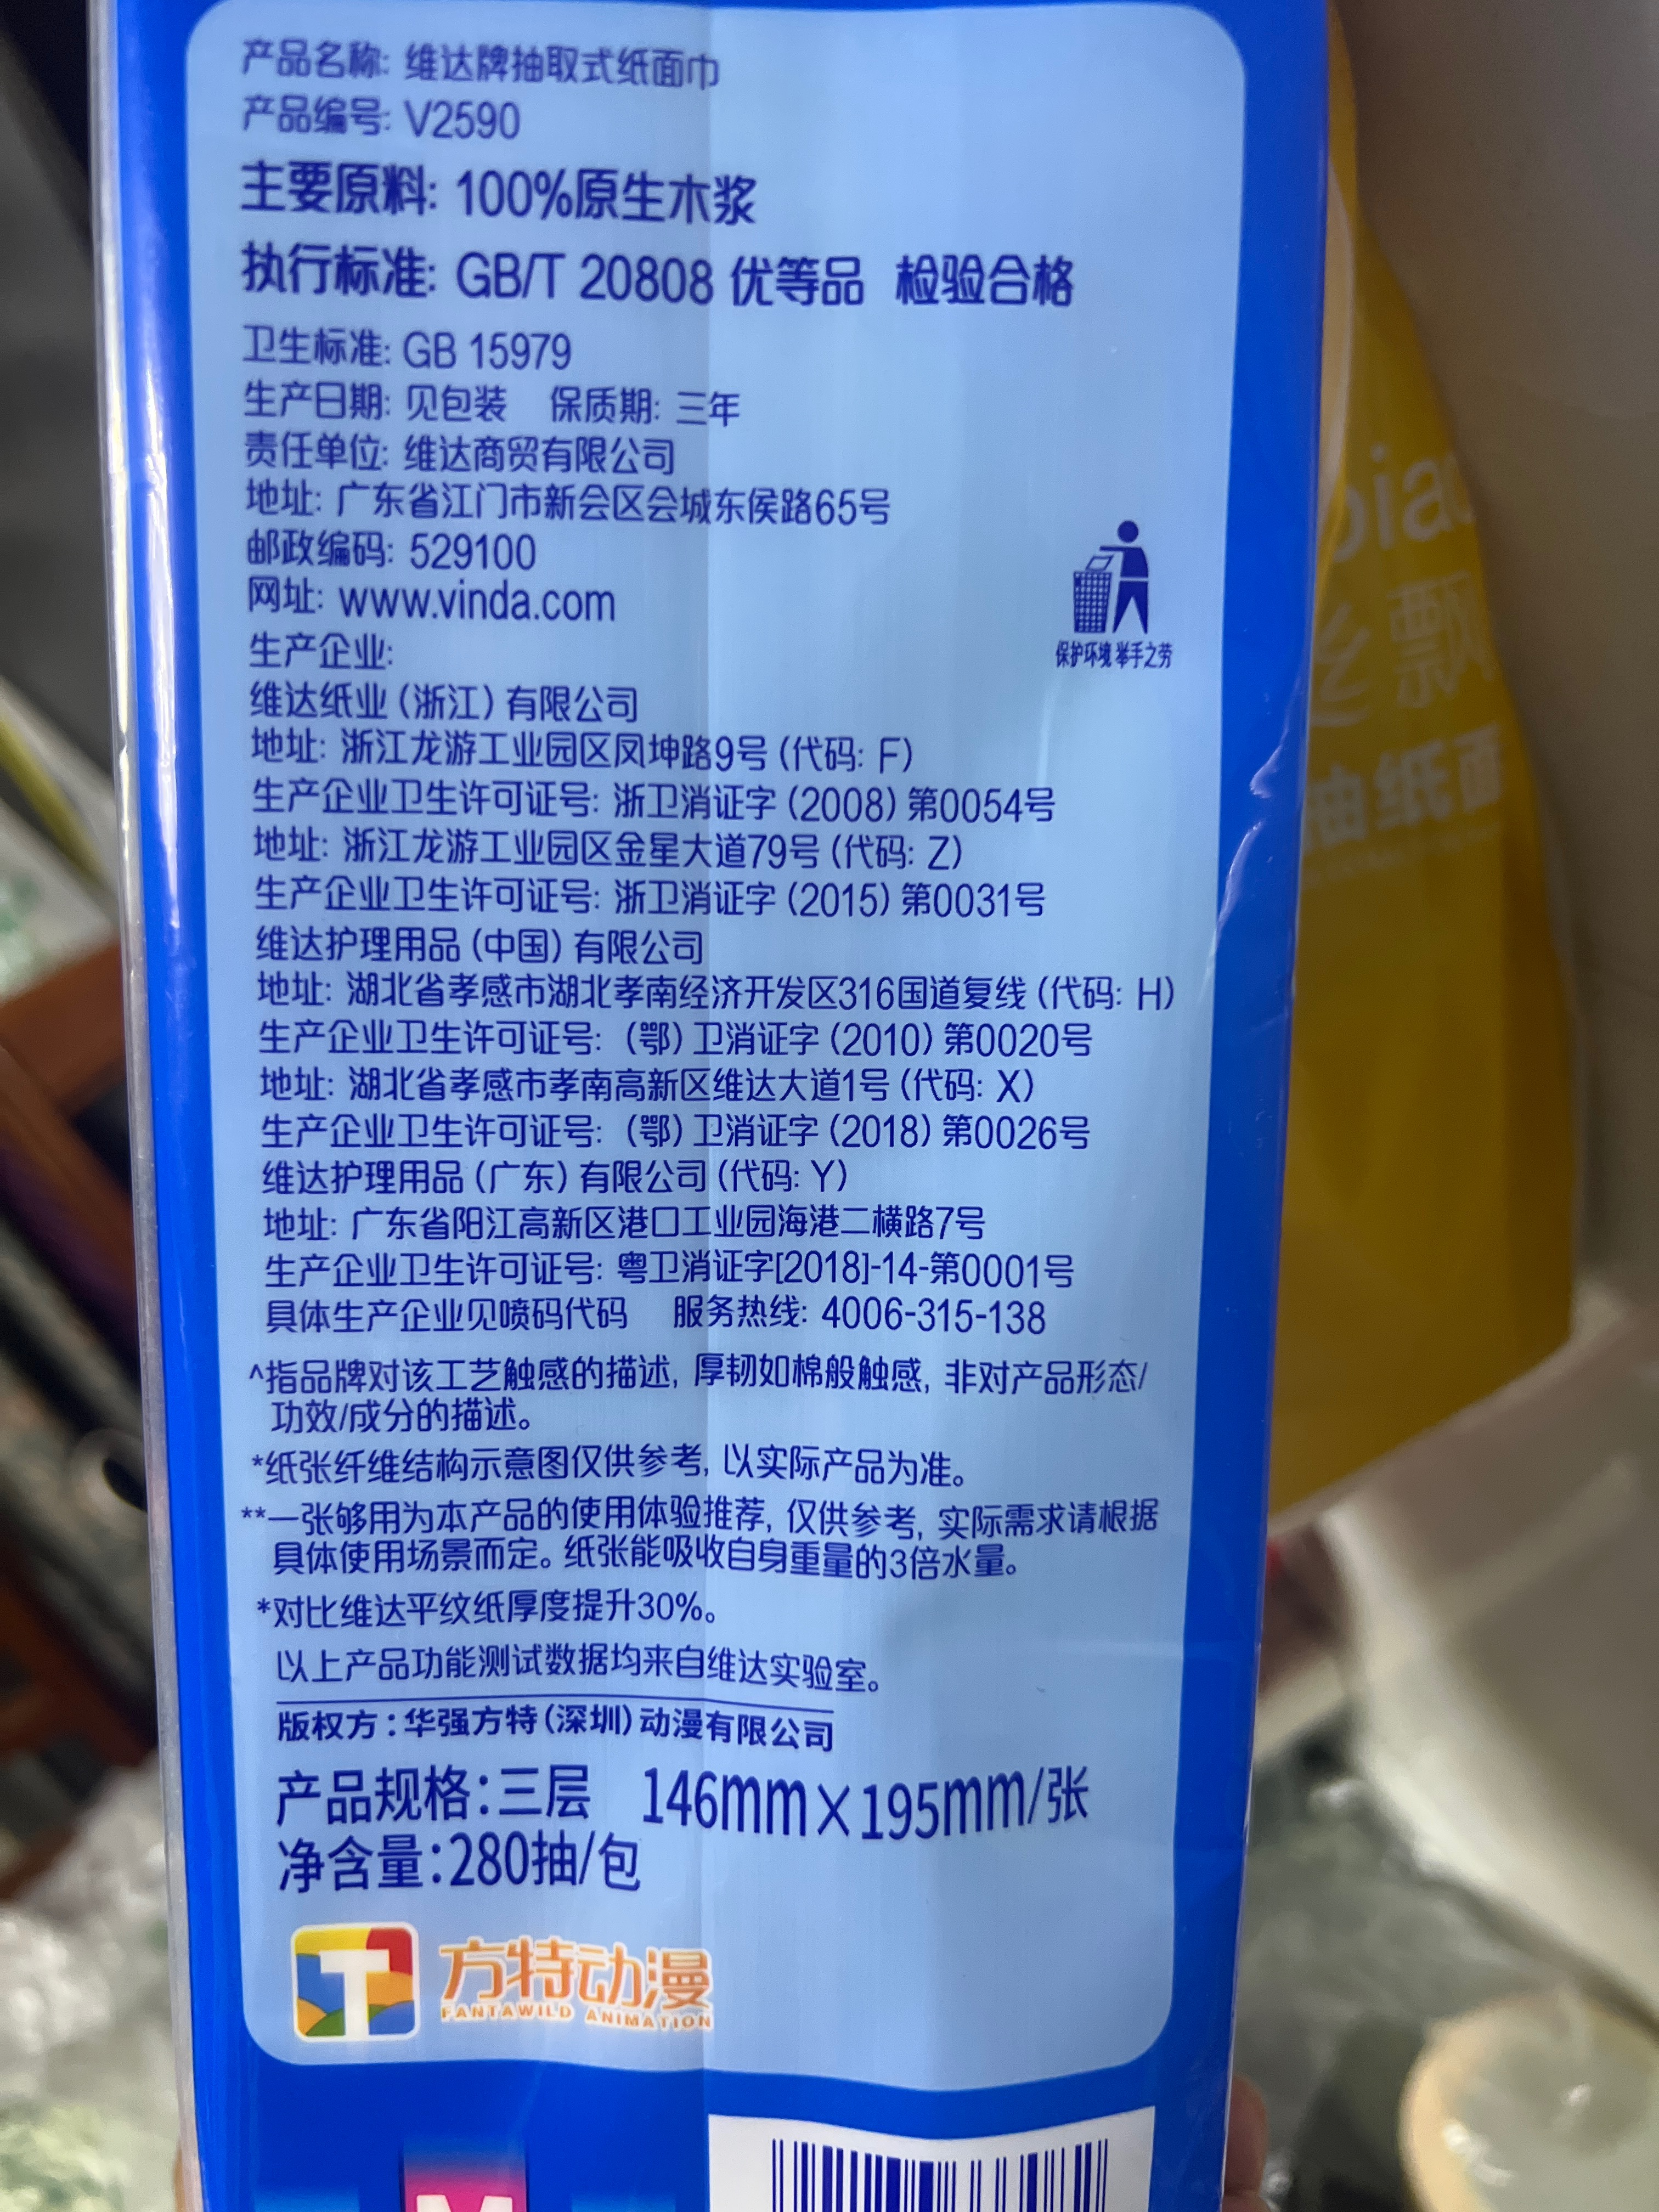 产品名称: 维达牌抽取式纸面巾
产品编号: V2590
主要原料: 100%原生木浆
执行标准: GB/T 20808 优等品 检验合格
卫生标准: GB 15979
生产日期: 见包装 保质期: 三年
责任单位: 维达商贸有限公司
地址: 广东省江门市新会区会城东侯路65号
邮政编码: 529100
网址: www.vinda.com
保护环境 举手之劳
生产企业:
维达纸业(浙江)有限公司
地址: 浙江龙游工业园区凤坤路9号(代码: F)
生产企业卫生许可证号: 浙卫消证字(2008)第0054号
地址: 浙江龙游工业园区金星大道79号(代码: Z)
生产企业卫生许可证号: 浙卫消证字(2015)第0031号
维达护理用品(中国)有限公司
地址: 湖北省孝感市湖北孝南经济开发区316国道复线(代码: H)
生产企业卫生许可证号: (鄂)卫消证字(2010)第0020号
地址: 湖北省孝感市孝南高新区维达大道1号(代码: X)
生产企业卫生许可证号: (鄂)卫消证字(2018)第0026号
维达护理用品(广东)有限公司(代码: Y)
地址: 广东省阳江高新区港口工业园海港二横路7号
生产企业卫生许可证号: 粤卫消证字[2018]-14-第0001号
具体生产企业见喷码代码 服务热线: 4006-315-138
^指品牌对该工艺触感的描述, 厚韧如棉般触感, 非对产品形态/
功效/成分的描述。
*纸张纤维结构示意图仅供参考, 以实际产品为准。
**一张够用为本产品的使用体验推荐, 仅供参考, 实际需求请根据
具体使用场景而定。纸张能吸收自身重量的3倍水量。
*对比维达平纹纸厚度提升30%。
以上产品功能测试数据均来自维达实验室。
版权方:华强方特(深圳)动漫有限公司
产品规格:三层 146mm×195mm/张
净含量:280抽/包
T 方特动漫
FANTAWILD ANIMATION
M
飘
抽纸面